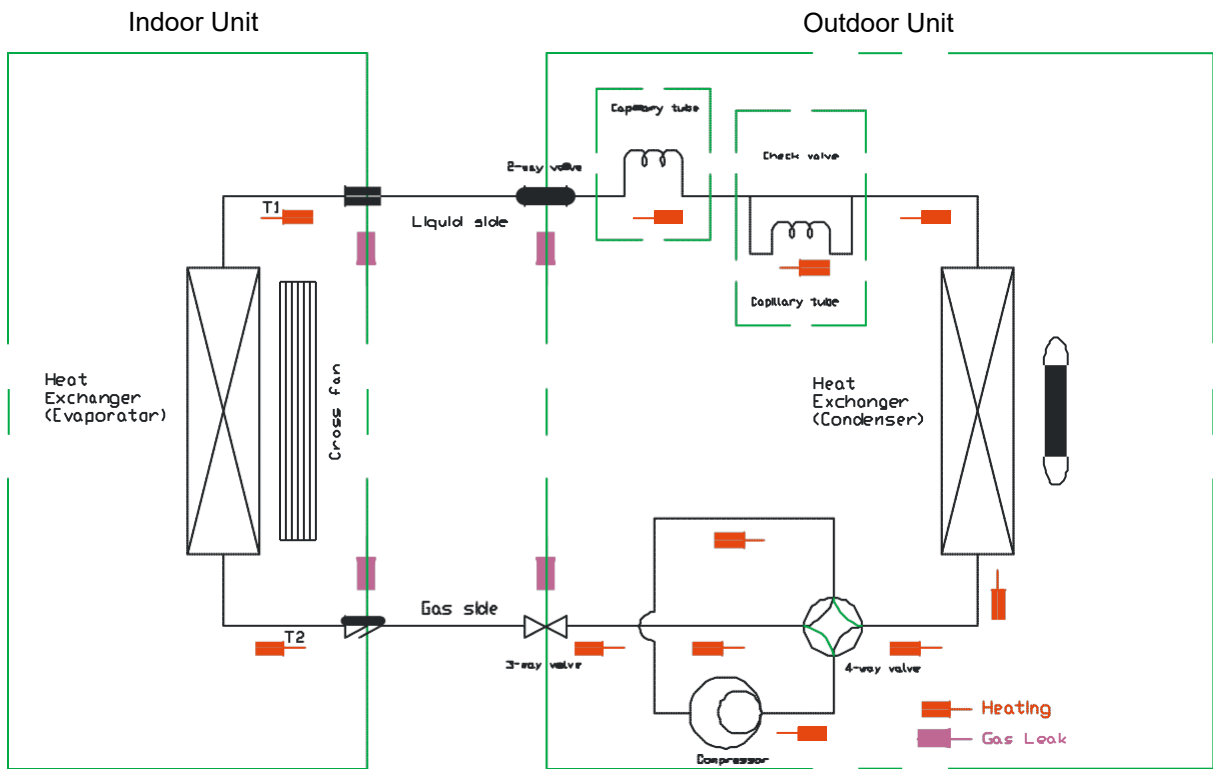 Indoor Unit
Outdoor Unit
Capillary tube
Check valve
2-way valve
T1
Liquid side
Capillary tube
Heat
Exchanger
(Evaporator)
Cross fan
Heat
Exchanger
(Condenser)
Gas side
T2
3-way valve
4-way valve
Heating
Gas Leak
Compressor